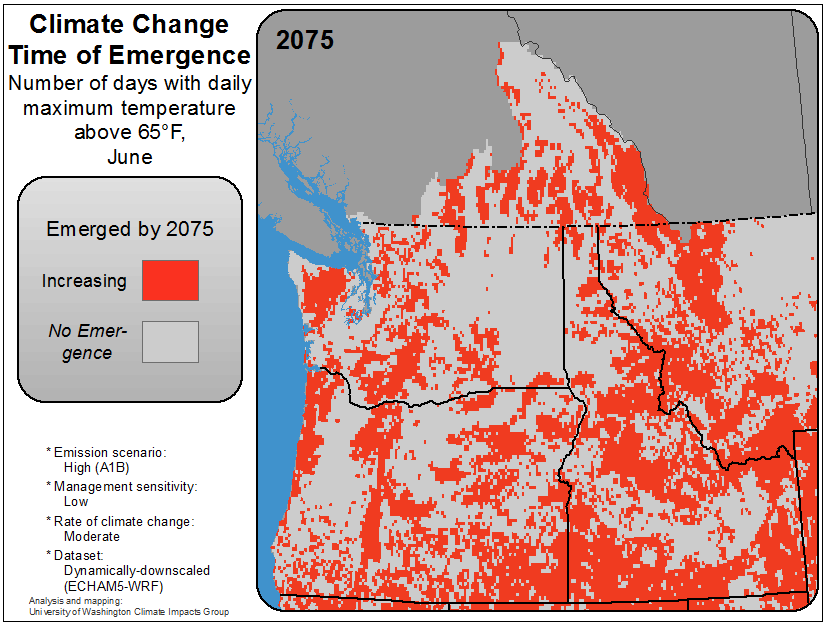 Climate Change
Time of Emergence
Number of days with daily
maximum temperature
above 65°F,
June
2075
Emerged by 2075
Increasing
No Emer-
gence
* Emission scenario:
High (A1B)
* Management sensitivity:
Low
* Rate of climate change:
Moderate
* Dataset:
Dynamically-downscaled
(ECHAM5-WRF)
Analysis and mapping:
University of Washington Climate Impacts Group